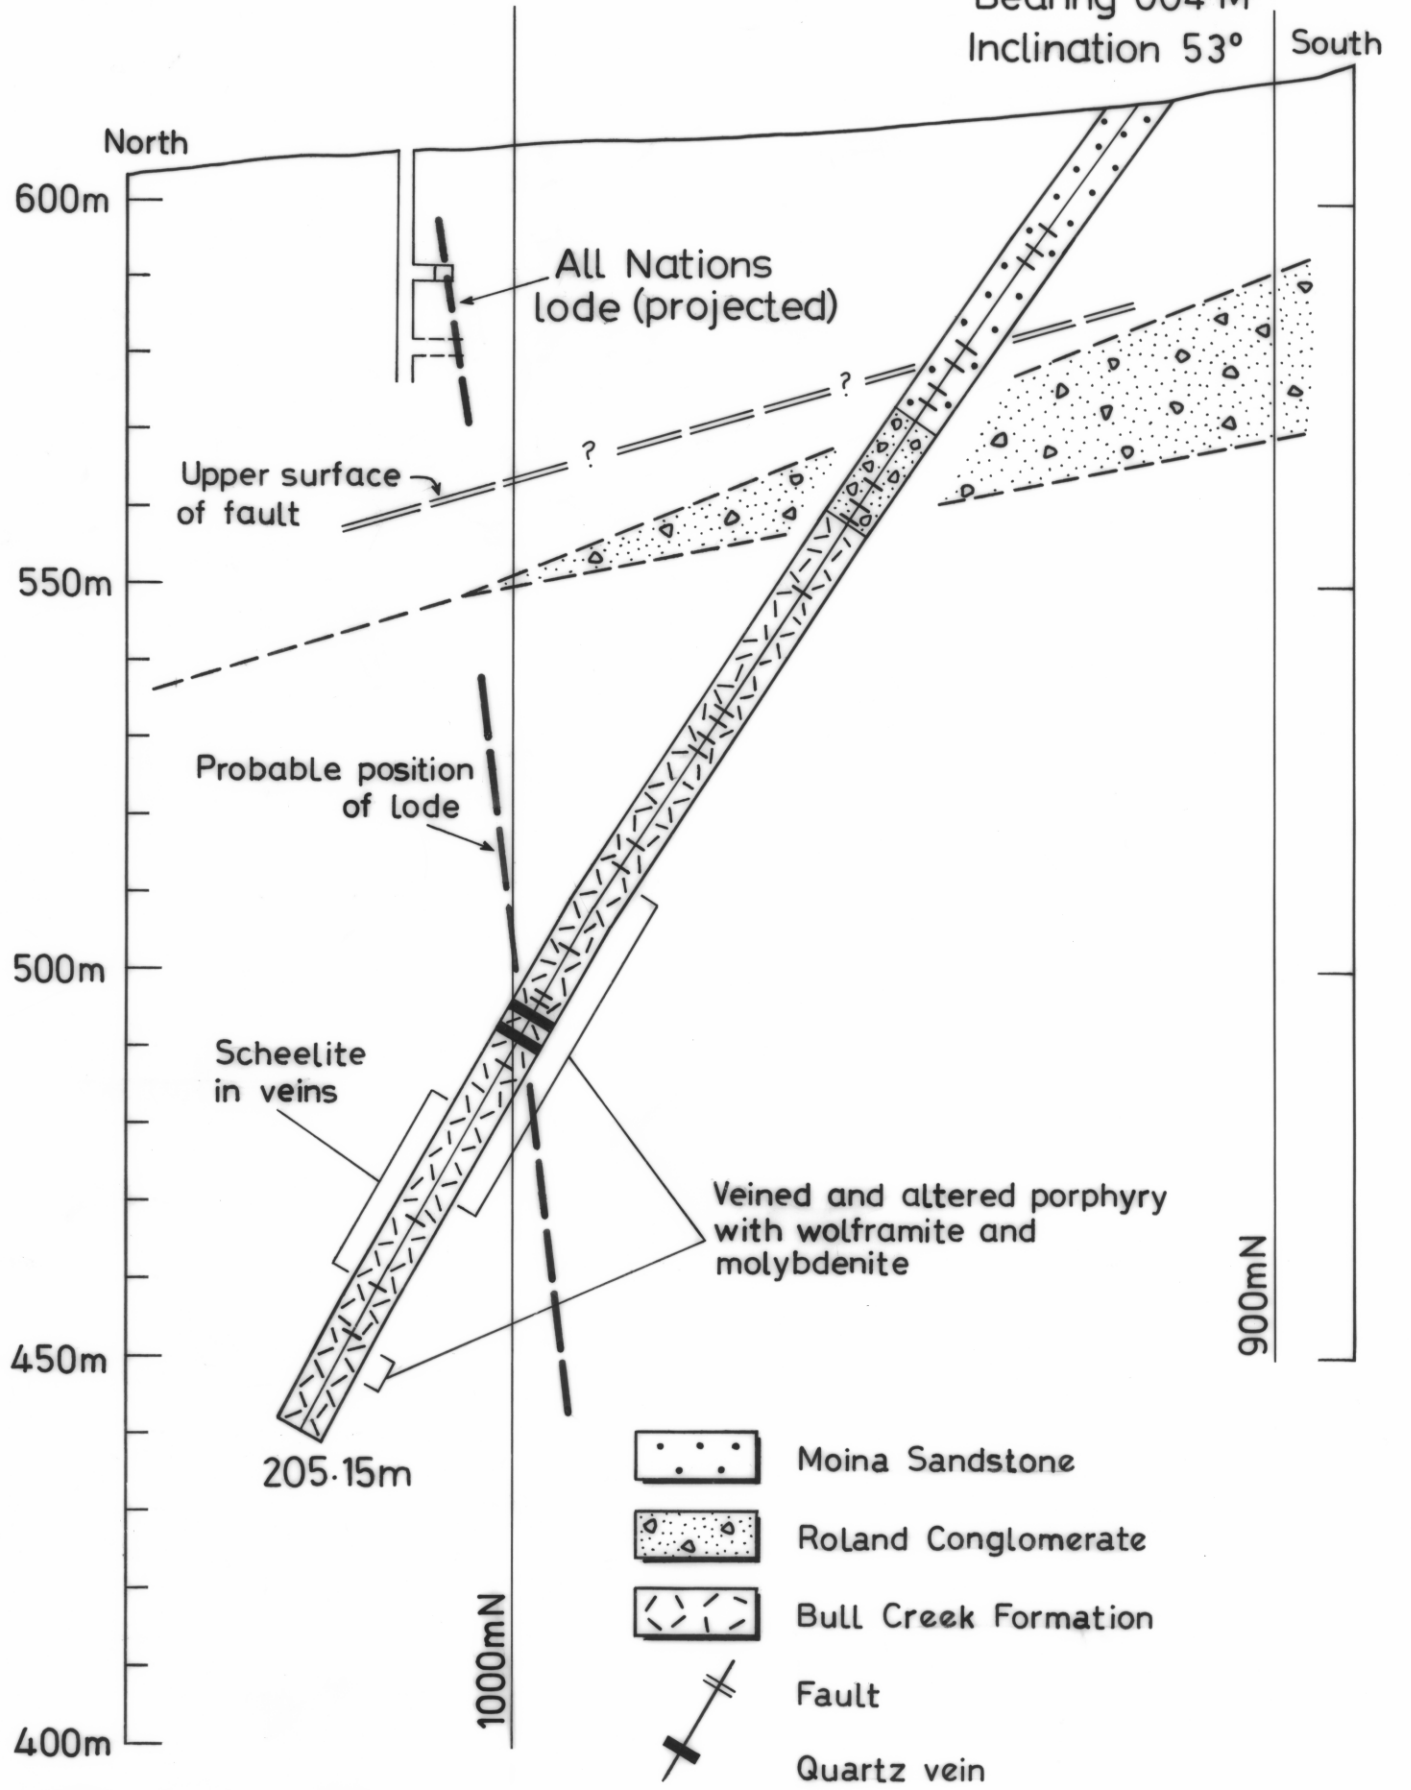 Bearing 004°M
Inclination 53°
South
North
600m
All Nations
lode (projected)
?
?
Upper surface
of fault
550m
Probable position
of lode
500m
Scheelite
in veins
Veined and altered porphyry
with wolframite and
molybdenite
900mN
450m
205·15m
Moina Sandstone
Roland Conglomerate
Bull Creek Formation
1000mN
Fault
400m
Quartz vein